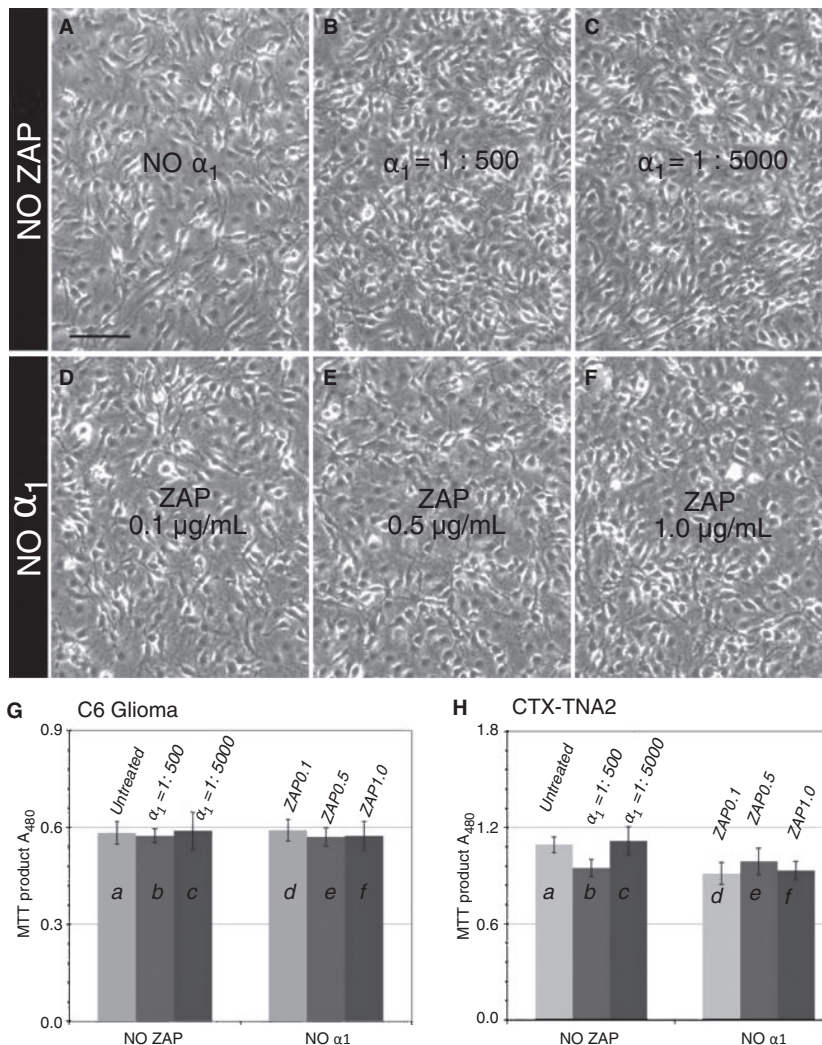 NO ZAP
A
NO α1
B
α1 = 1 : 500
C
α1 = 1 : 5000
NO α1
D
ZAP
0.1 µg/mL
E
ZAP
0.5 µg/mL
F
ZAP
1.0 µg/mL
G
C6 Glioma
MTT product A480
0.9
0.6
0.3
0.0
Untreated
α1 = 1: 500
α1 = 1: 5000
ZAP0.1
ZAP0.5
ZAP1.0
a
b
c
d
e
f
NO ZAP
NO α1
H
CTX-TNA2
MTT product A480
1.8
1.2
0.6
0.0
Untreated
α1 = 1: 500
α1 = 1: 5000
ZAP0.1
ZAP0.5
ZAP1.0
a
b
c
d
e
f
NO ZAP
NO α1